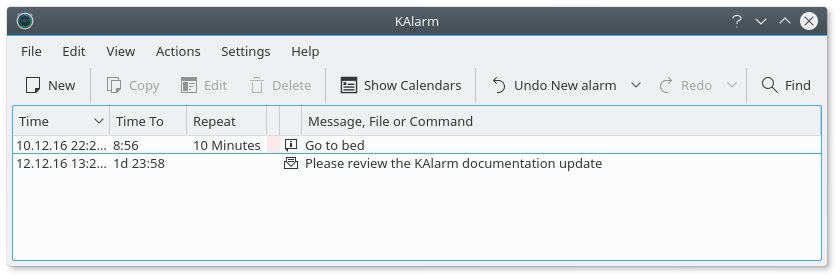 KAlarm
File Edit View Actions Settings Help
New Copy Edit Delete Show Calendars Undo New alarm Redo Find
Time Time To Repeat Message, File or Command
10.12.16 22:2... 8:56 10 Minutes Go to bed
12.12.16 13:2... 1d 23:58 Please review the KAlarm documentation update